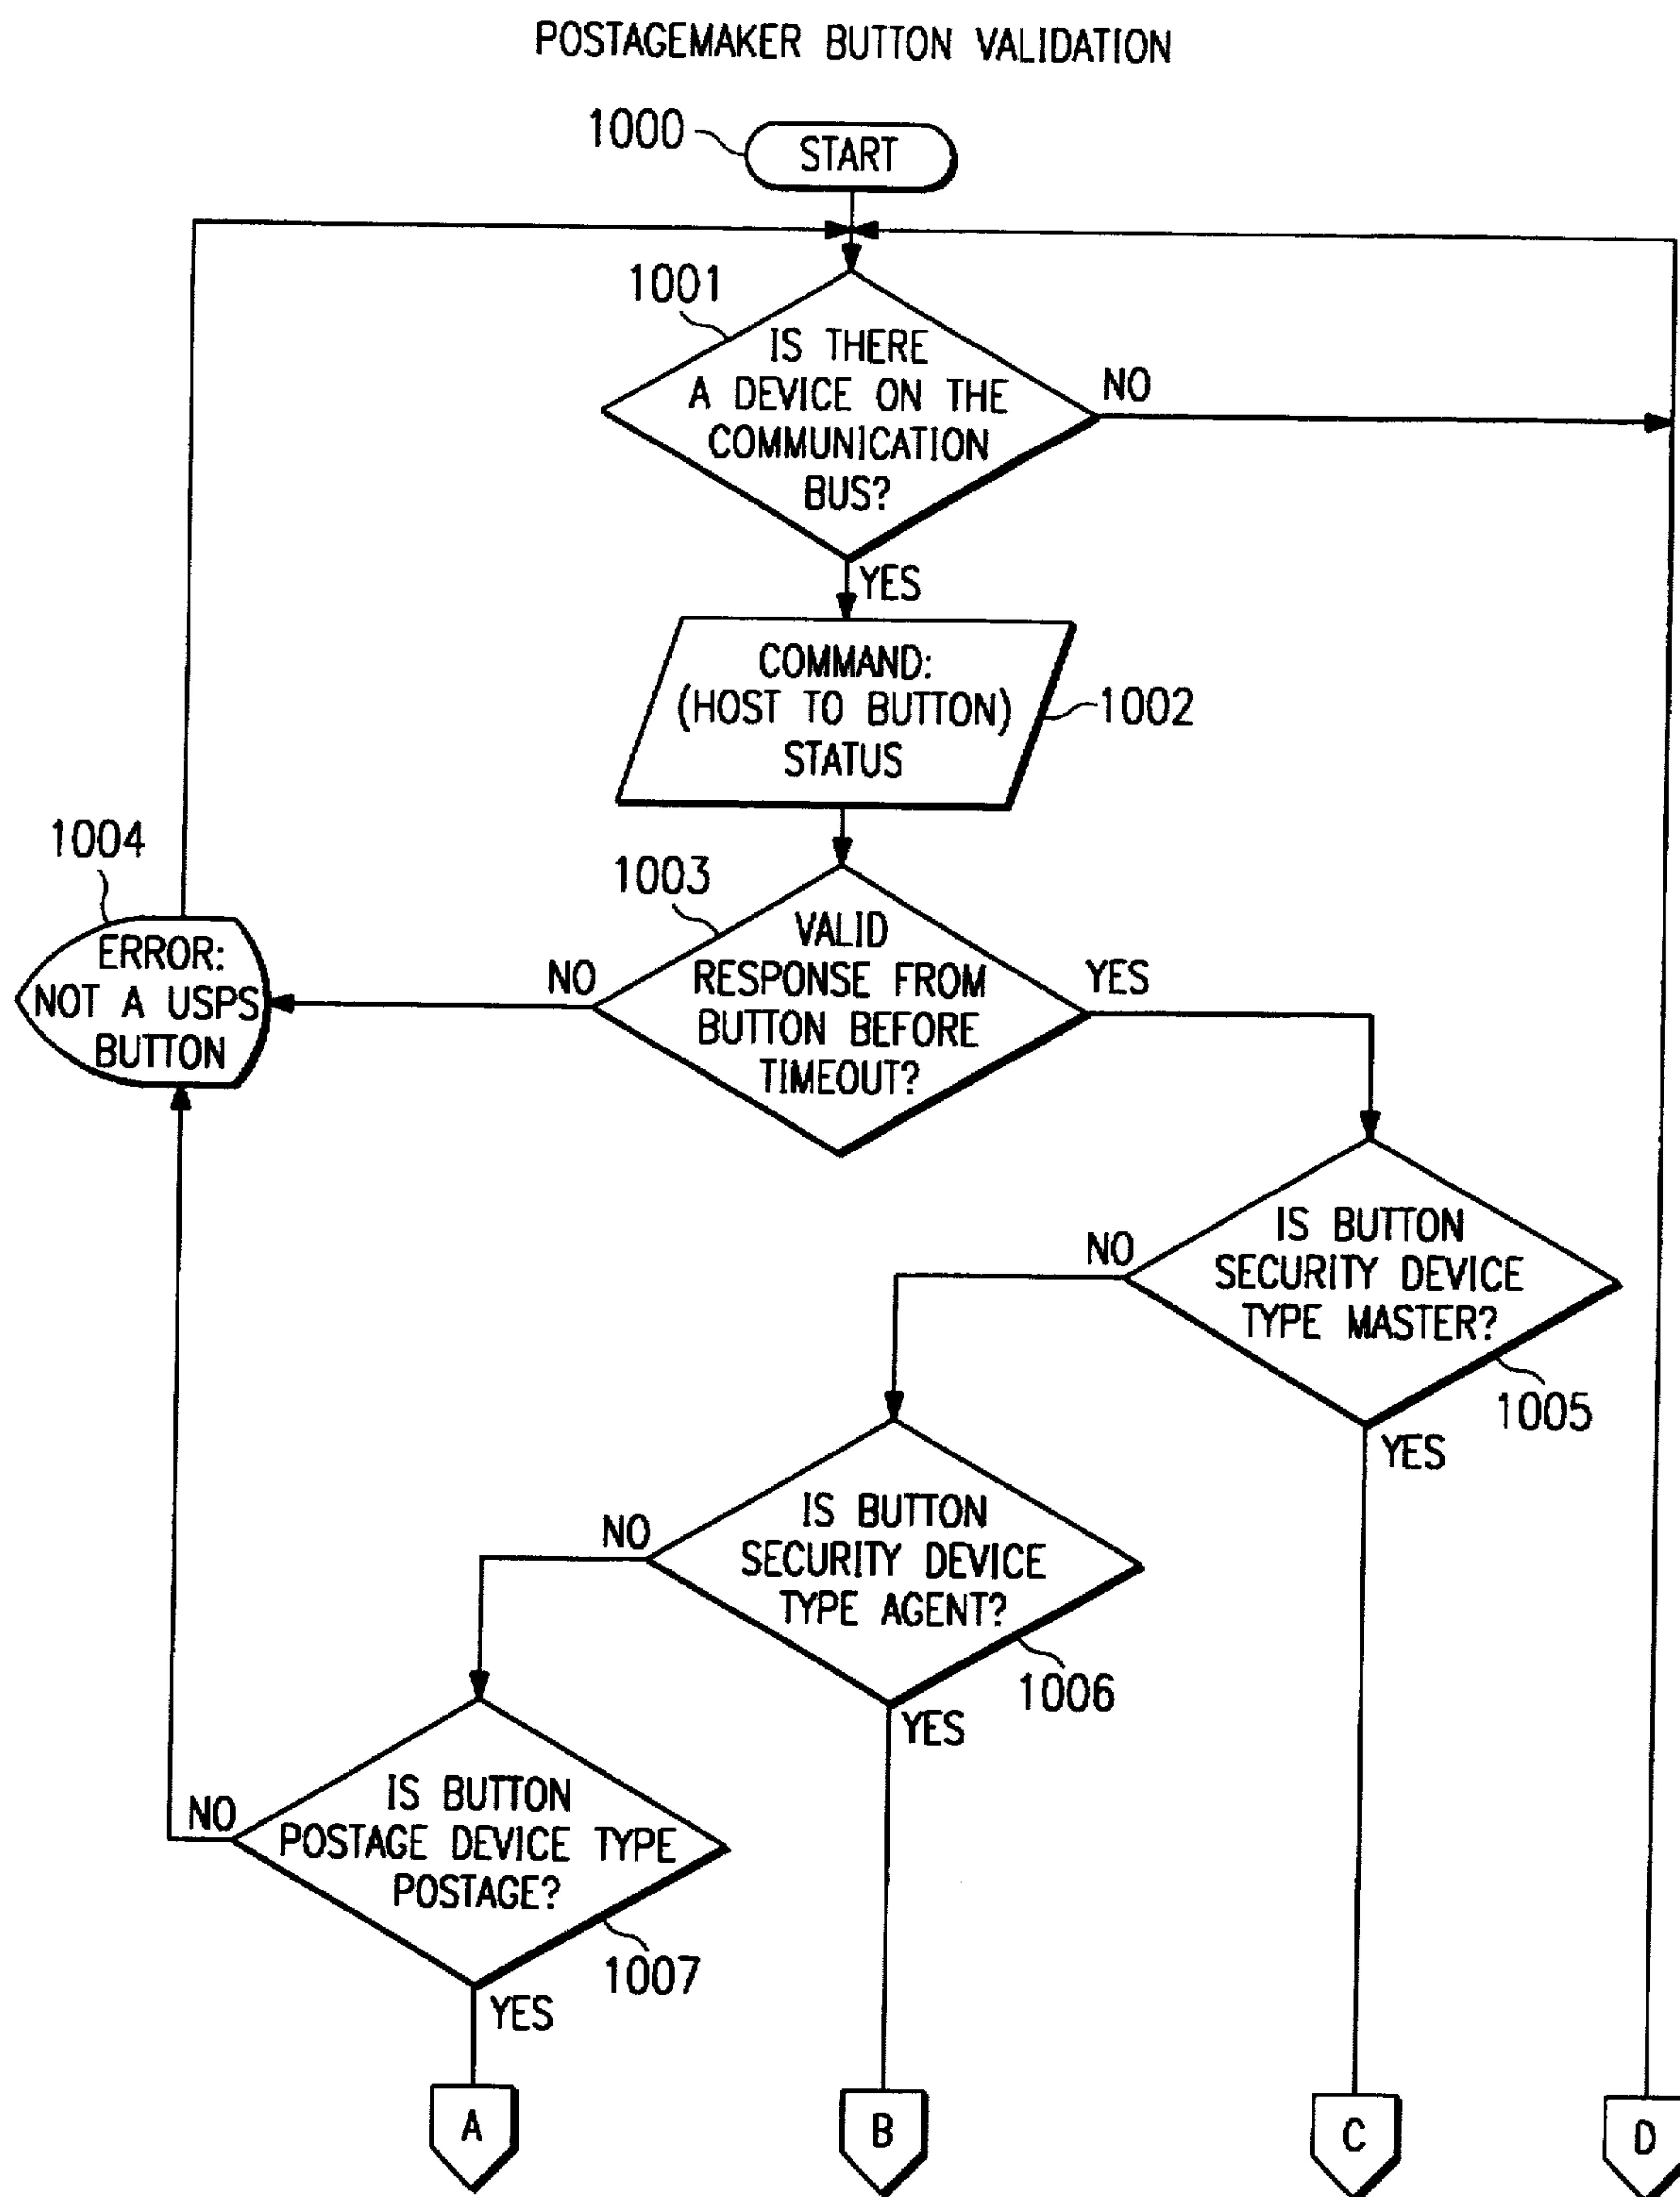 POSTAGEMAKER BUTTON VALIDATION
1000
START
1001
IS THERE
A DEVICE ON THE
COMMUNICATION
BUS?
NO
YES
COMMAND:
(HOST TO BUTTON)
STATUS
1002
1004
ERROR:
NOT A USPS
BUTTON
1003
VALID
RESPONSE FROM
BUTTON BEFORE
TIMEOUT?
NO
YES
IS BUTTON
SECURITY DEVICE
TYPE MASTER?
NO
1005
YES
IS BUTTON
SECURITY DEVICE
TYPE AGENT?
NO
1006
YES
IS BUTTON
POSTAGE DEVICE TYPE
POSTAGE?
NO
1007
YES
A
B
C
D